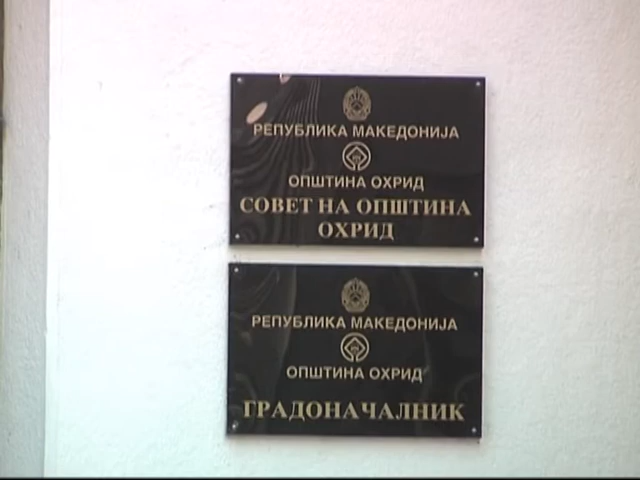 РЕПУБЛИКА МАКЕДОНИЈА
ОПШТИНА ОХРИД
СОВЕТ НА ОПШТИНА
ОХРИД
РЕПУБЛИКА МАКЕДОНИЈА
ОПШТИНА ОХРИД
ГРАДОНАЧАЛНИК